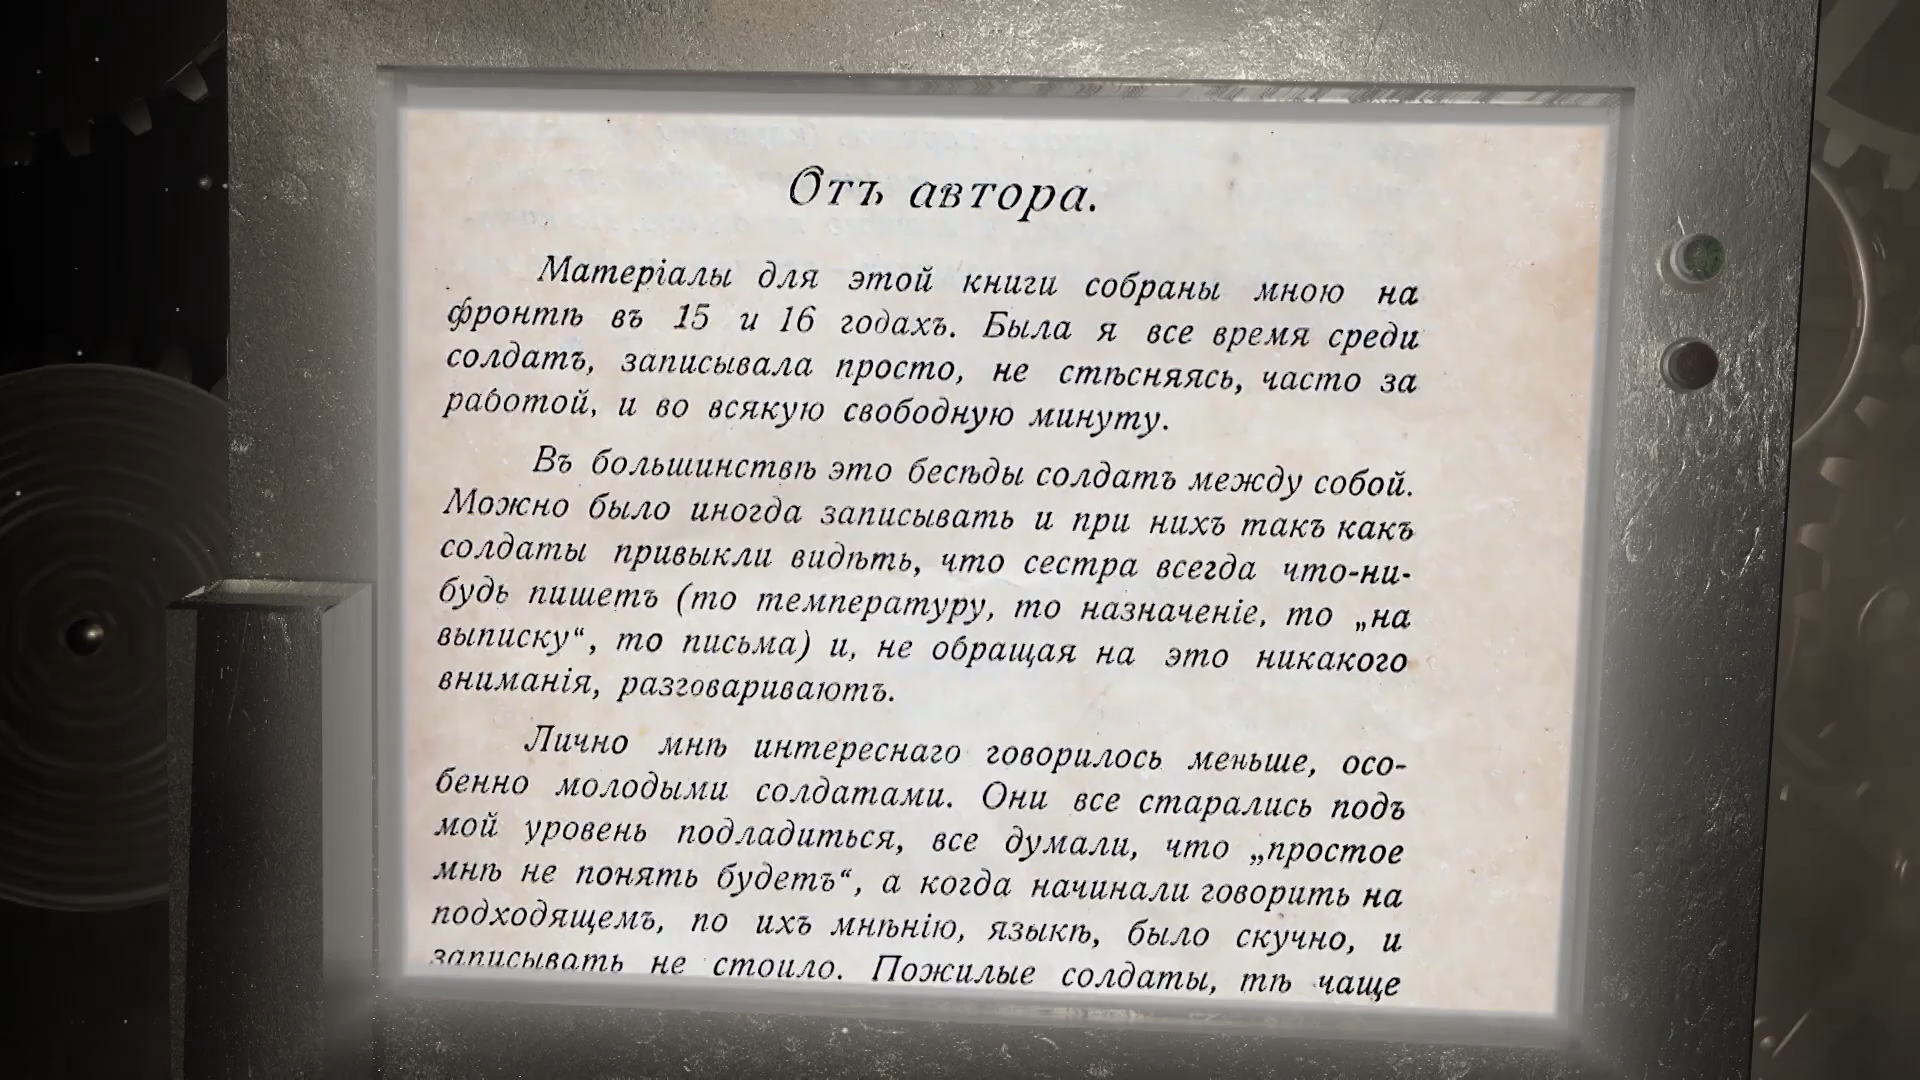 Отъ автора.
Матеріалы для этой книги собраны мною на
фронтѣ въ 15 и 16 годахъ. Была я все время среди
солдатъ, записывала просто, не стѣсняясь, часто за
работой, и во всякую свободную минуту.
Въ большинствѣ это бесѣды солдатъ между собой.
Можно было иногда записывать и при нихъ такъ какъ
солдаты привыкли видѣть, что сестра всегда что-ни-
будь пишетъ (то температуру, то назначеніе, то „на
выписку“, то письма) и, не обращая на это никакого
вниманія, разговариваютъ.
Лично мнѣ интереснаго говорилось меньше, осо-
бенно молодыми солдатами. Они все старались подъ
мой уровень подладиться, все думали, что „простое
мнѣ не понять будетъ“, а когда начинали говорить на
подходящемъ, по ихъ мнѣнію, языкѣ, было скучно, и
записывать не стоило. Пожилые солдаты, тѣ чаще